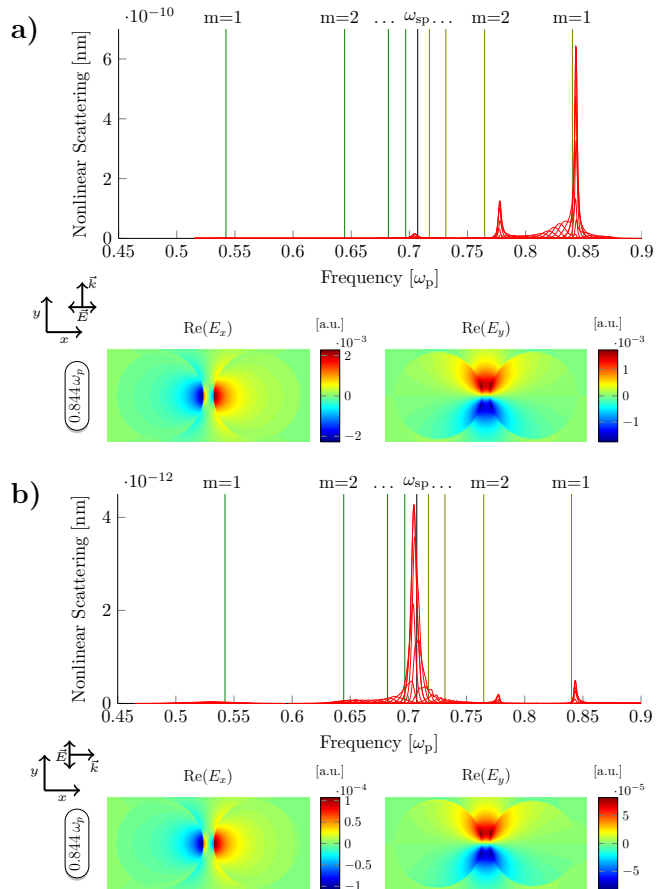 a)
·10⁻¹⁰
m=1 m=2 ... ω_sp ... m=2 m=1
Nonlinear Scattering [nm]
6
4
2
0
0.45 0.5 0.55 0.6 0.65 0.7 0.75 0.8 0.85 0.9
Frequency [ω_p]
k⃗
E⃗
y
x
Re(E_x) [a.u.] Re(E_y) [a.u.]
·10⁻³ ·10⁻³
0.844 ω_p
2
0
−2
1
0
−1
b)
·10⁻¹²
m=1 m=2 ... ω_sp ... m=2 m=1
Nonlinear Scattering [nm]
4
2
0
0.45 0.5 0.55 0.6 0.65 0.7 0.75 0.8 0.85 0.9
Frequency [ω_p]
E⃗
k⃗
y
x
Re(E_x) [a.u.] Re(E_y) [a.u.]
·10⁻⁴ ·10⁻⁵
0.844 ω_p
1
0.5
0
−0.5
−1
5
0
−5